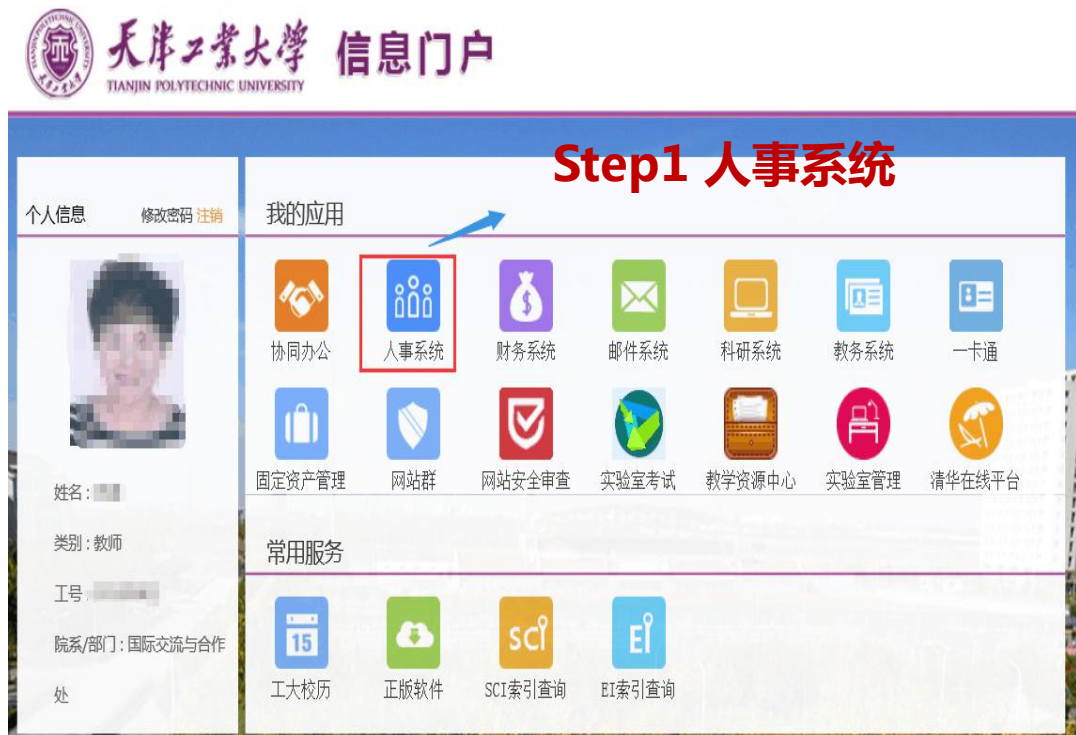 天津工业大学 信息门户
TIANJIN POLYTECHNIC UNIVERSITY
Step1 人事系统
个人信息 修改密码 注销
姓名:
类别:教师
工号:
院系/部门:国际交流与合作
处
我的应用
协同办公 人事系统 财务系统 邮件系统 科研系统 教务系统 一卡通
固定资产管理 网站群 网站安全审查 实验室考试 教学资源中心 实验室管理 清华在线平台
常用服务
15 SCI EI
工大校历 正版软件 SCI索引查询 EI索引查询